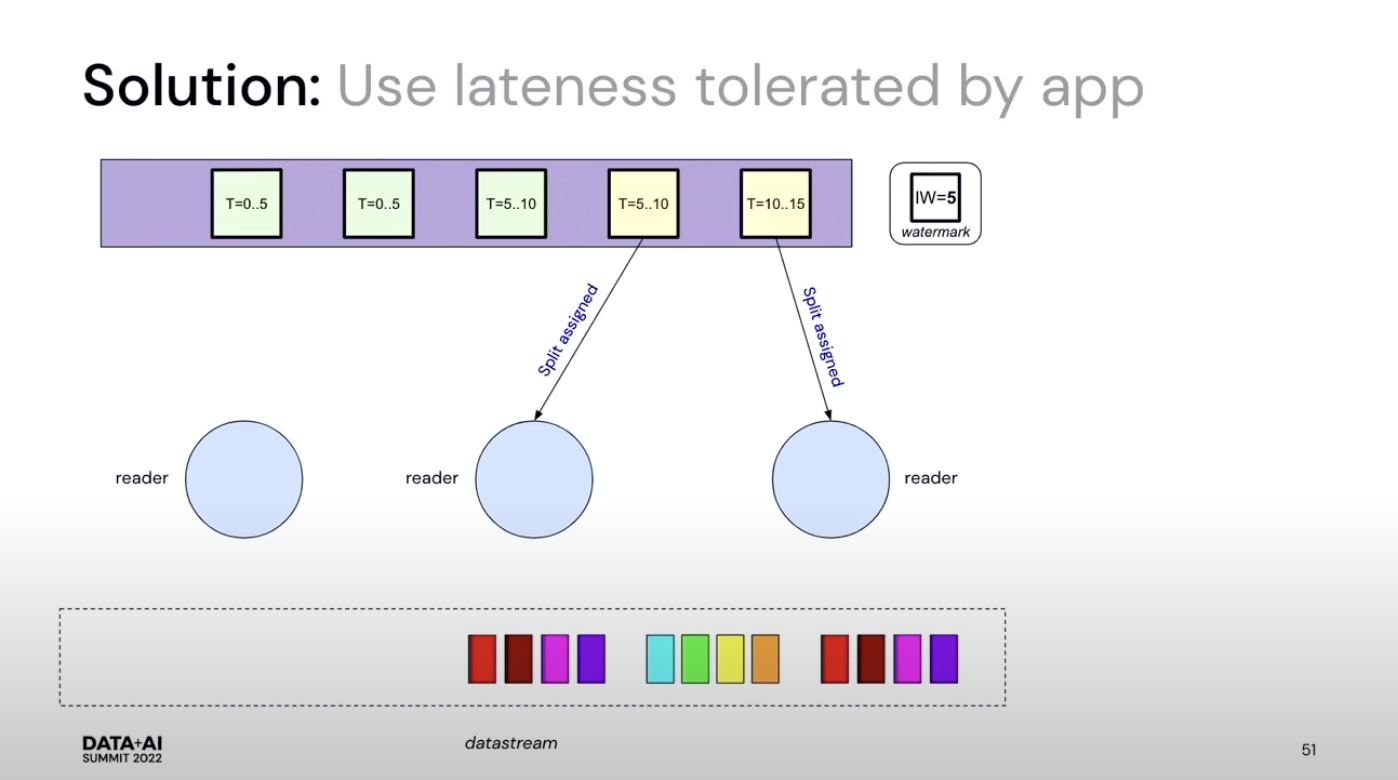 Solution: Use lateness tolerated by app
T=0..5
T=0..5
T=5..10
T=5..10
T=10..15
IW=5
watermark
Split assigned
Split assigned
reader
reader
reader
datastream
DATA+AI
SUMMIT 2022
51